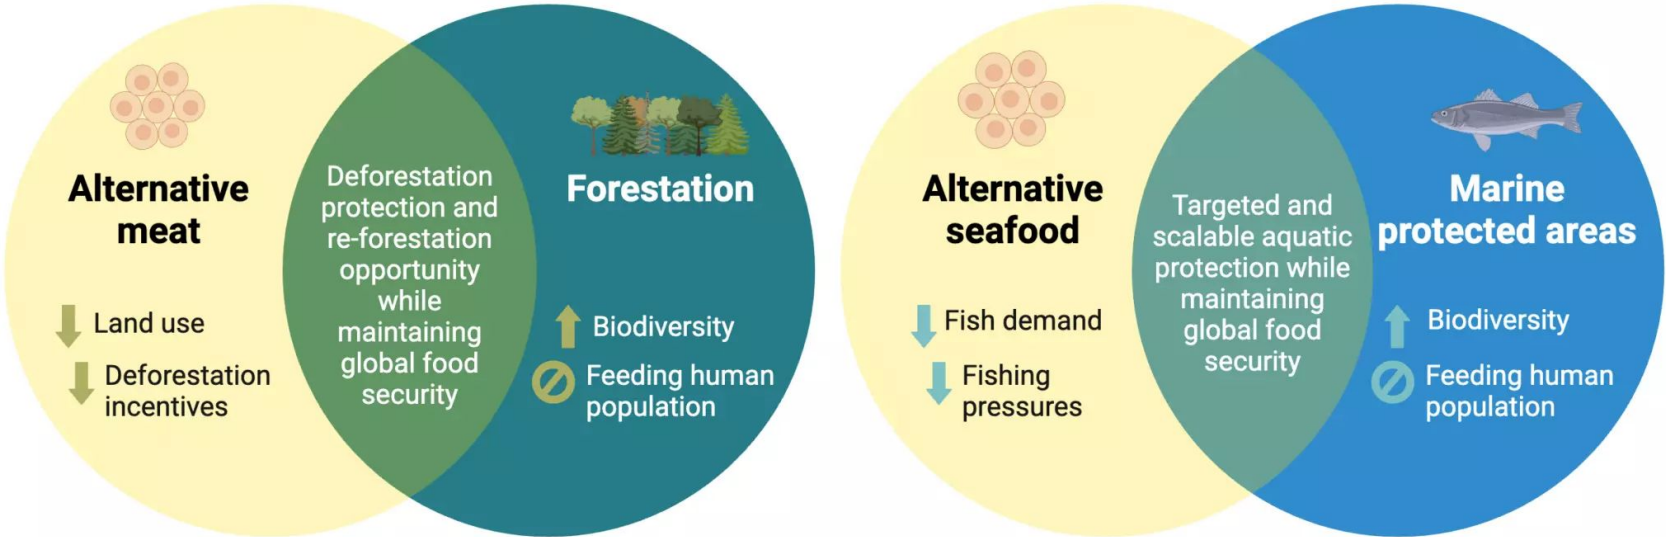 Alternative
meat
Land use
Deforestation
incentives
Deforestation
protection and
re-forestation
opportunity
while
maintaining
global food
security
Forestation
Biodiversity
Feeding human
population
Alternative
seafood
Fish demand
Fishing
pressures
Targeted and
scalable aquatic
protection while
maintaining
global food
security
Marine
protected areas
Biodiversity
Feeding human
population